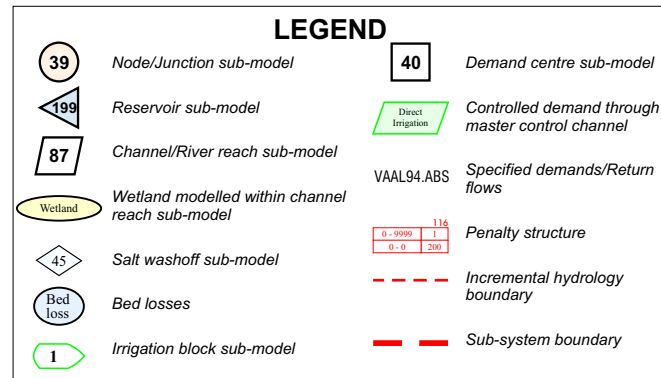 LEGEND
39
Node/Junction sub-model
199
Reservoir sub-model
87
Channel/River reach sub-model
Wetland
Wetland modelled within channel
reach sub-model
45
Salt washoff sub-model
Bed
loss
Bed losses
1
Irrigation block sub-model
40
Demand centre sub-model
Direct
Irrigation
Controlled demand through
master control channel
VAAL94.ABS
Specified demands/Return
flows
116
0 - 9999 1
0 - 0 200
Penalty structure
Incremental hydrology
boundary
Sub-system boundary